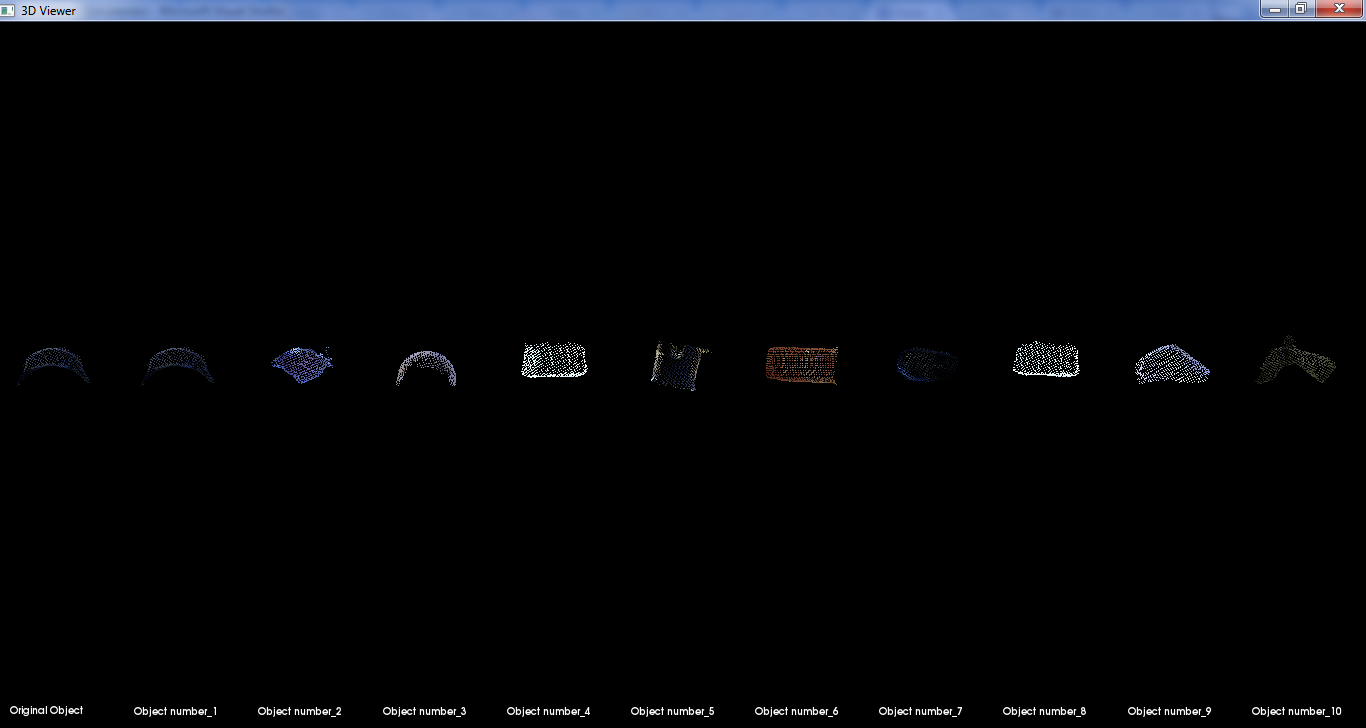 3D Viewer
Original Object
Object number_1
Object number_2
Object number_3
Object number_4
Object number_5
Object number_6
Object number_7
Object number_8
Object number_9
Object number_10